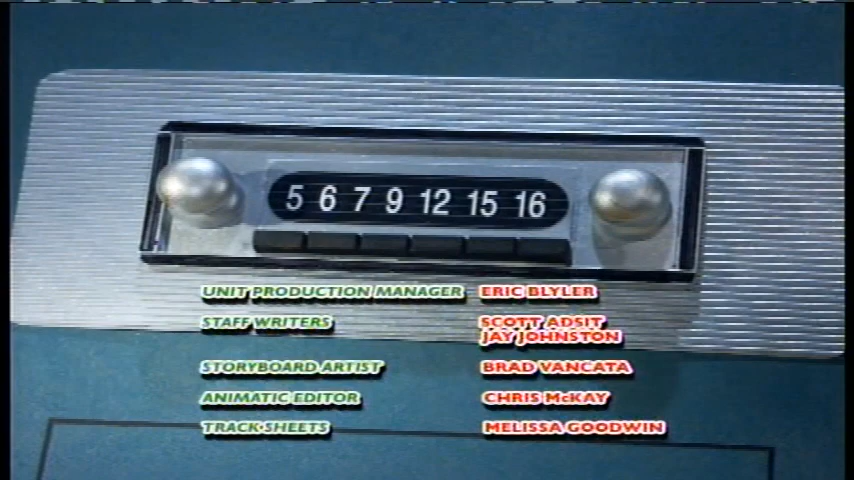 5 6 7 9 12 15 16
UNIT PRODUCTION MANAGER ERIC BLYLER
STAFF WRITERS SCOTT ADSIT
JAY JOHNSTON
STORYBOARD ARTIST BRAD VANCATA
ANIMATIC EDITOR CHRIS McKAY
TRACK SHEETS MELISSA GOODWIN